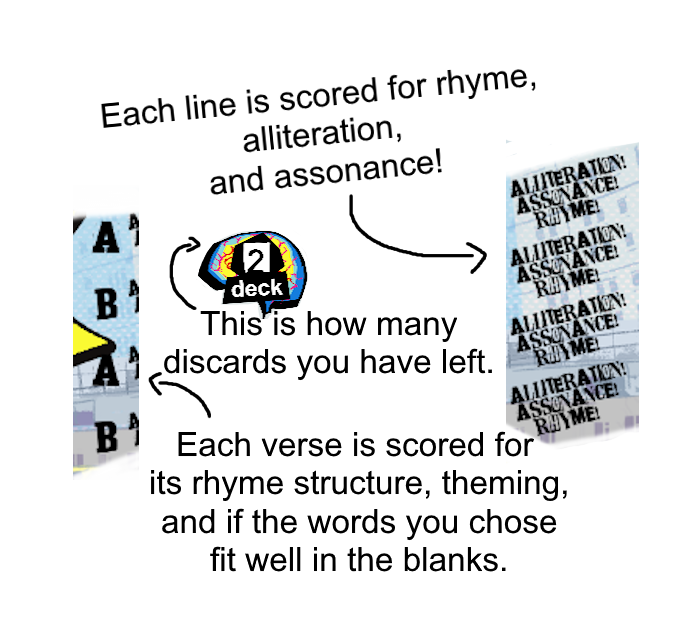 Each line is scored for rhyme,
alliteration,
and assonance!
ALLITERATION!
ASSONANCE!
RHYME!
ALLITERATION!
ASSONANCE!
RHYME!
ALLITERATION!
ASSONANCE!
RHYME!
ALLITERATION!
ASSONANCE!
RHYME!
A
B
A
B
2
deck
This is how many
discards you have left.
Each verse is scored for
its rhyme structure, theming,
and if the words you chose
fit well in the blanks.